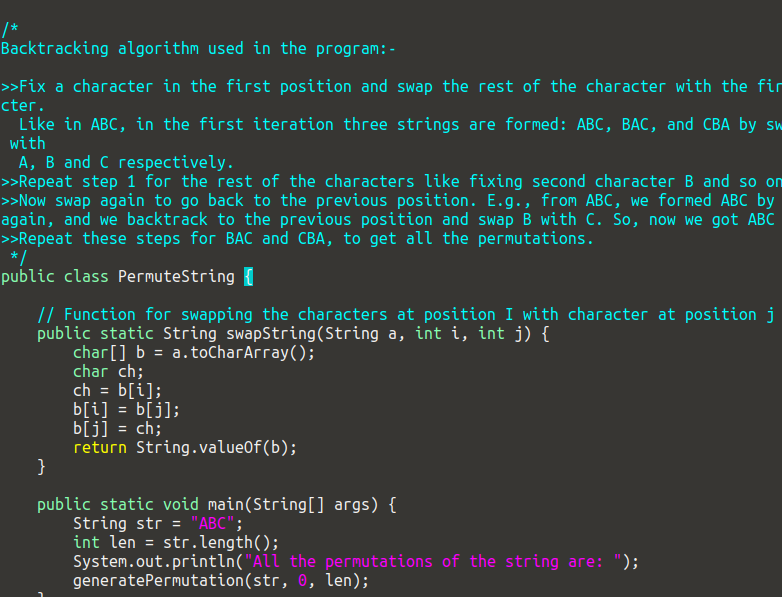 /*
Backtracking algorithm used in the program:-
>>Fix a character in the first position and swap the rest of the character with the fir
cter.
  Like in ABC, in the first iteration three strings are formed: ABC, BAC, and CBA by sw
 with
  A, B and C respectively.
>>Repeat step 1 for the rest of the characters like fixing second character B and so on
>>Now swap again to go back to the previous position. E.g., from ABC, we formed ABC by
again, and we backtrack to the previous position and swap B with C. So, now we got ABC
>>Repeat these steps for BAC and CBA, to get all the permutations.
 */
public class PermuteString {
    // Function for swapping the characters at position I with character at position j
    public static String swapString(String a, int i, int j) {
        char[] b = a.toCharArray();
        char ch;
        ch = b[i];
        b[i] = b[j];
        b[j] = ch;
        return String.valueOf(b);
    }
    public static void main(String[] args) {
        String str = "ABC";
        int len = str.length();
        System.out.println("All the permutations of the string are: ");
        generatePermutation(str, 0, len);